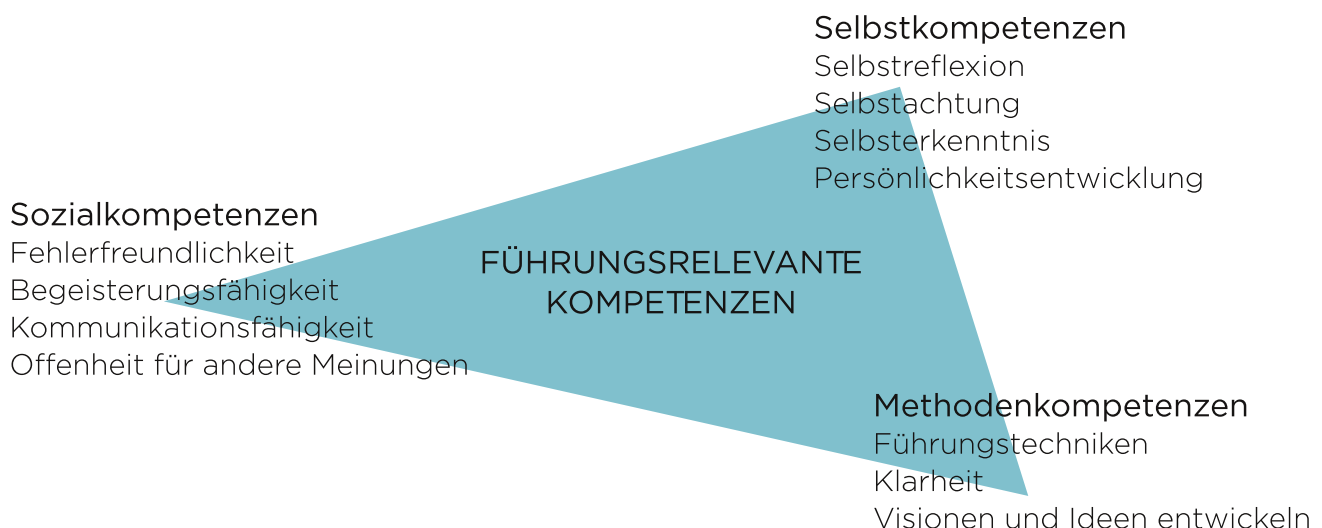 Selbstkompetenzen
Selbstreflexion
Selbstachtung
Selbsterkenntnis
Persönlichkeitsentwicklung
Sozialkompetenzen
Fehlerfreundlichkeit
Begeisterungsfähigkeit
Kommunikationsfähigkeit
Offenheit für andere Meinungen
FÜHRUNGSRELEVANTE
KOMPETENZEN
Methodenkompetenzen
Führungstechniken
Klarheit
Visionen und Ideen entwickeln